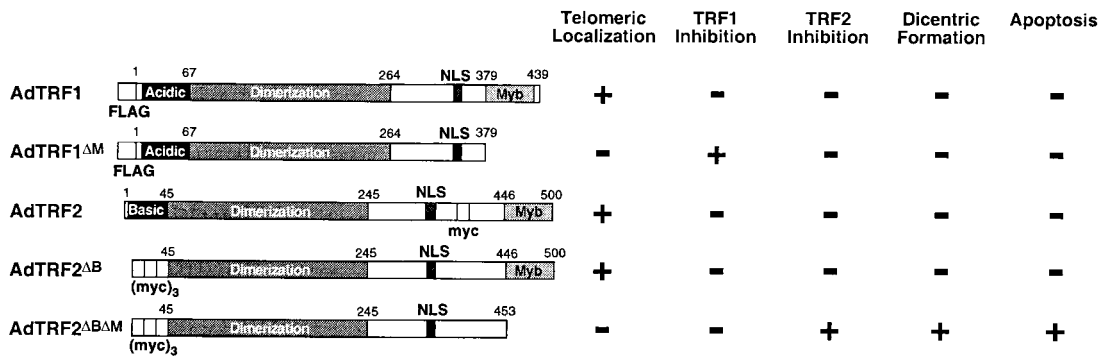 Telomeric Localization TRF1 Inhibition TRF2 Inhibition Dicentric Formation Apoptosis
1 67 264 NLS 379 439
AdTRF1 Acidic Dimerization Myb + - - - -
FLAG
1 67 264 NLS 379
AdTRF1ΔM Acidic Dimerization - + - - -
FLAG
1 45 245 NLS 446 500
AdTRF2 Basic Dimerization Myb + - - - -
myc
45 245 NLS 446 500
AdTRF2ΔB Dimerization Myb + - - - -
(myc)3
45 245 NLS 453
AdTRF2ΔBΔM Dimerization - - + + +
(myc)3